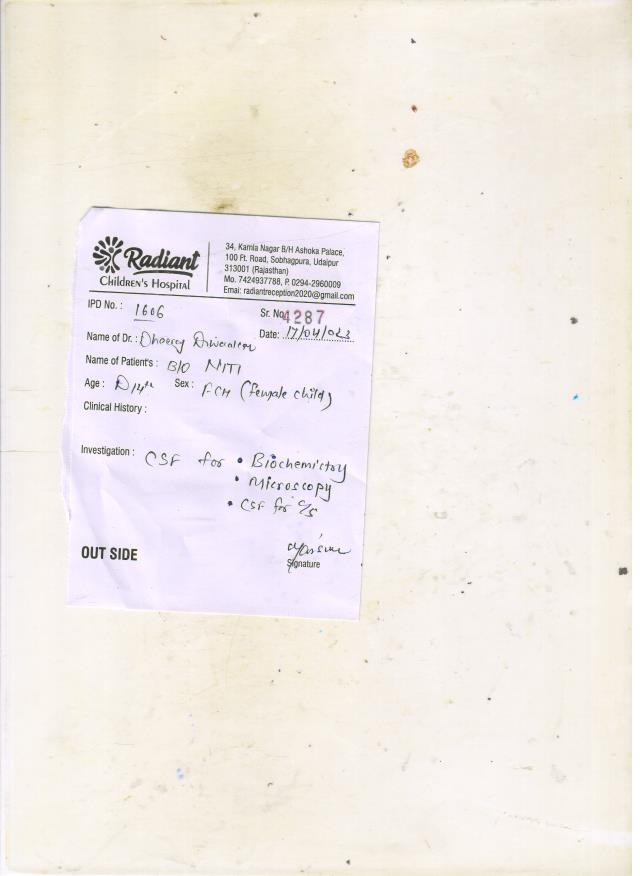 Radiant
Children's Hospital
34, Kamla Nagar B/H Ashoka Palace,
100 Ft. Road, Sobhagpura, Udaipur
313001 (Rajasthan)
Mo. 7424937788, P. 0294-2960009
Emai: radiantreception2020@gmail.com
IPD No. : 1606
Sr. No. 4287
Name of Dr. : Dheeraj
Date: 17/04/023
Name of Patient's : B/O NITI
Age : Sex : FCH (female child)
Clinical History :
Investigation : CSF for • Biochemistry
• Microscopy
• CSF for c/s
OUT SIDE
Signature